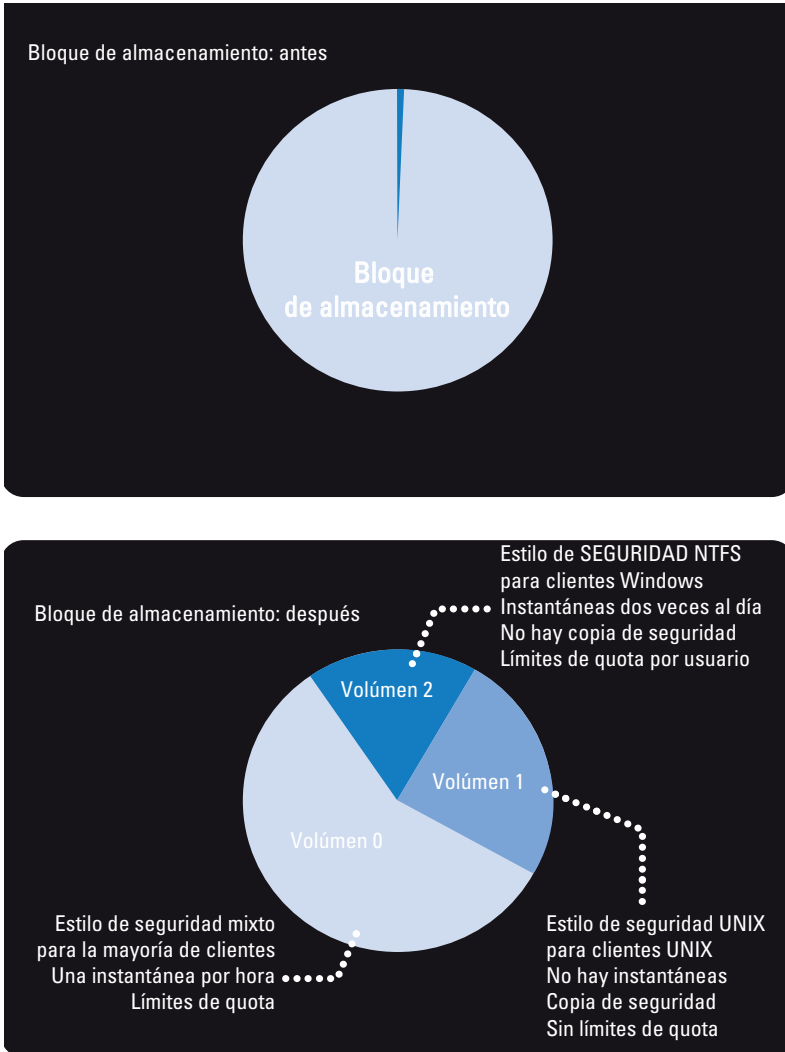 Bloque de almacenamiento: antes
Bloque
de almacenamiento
Bloque de almacenamiento: después
Estilo de SEGURIDAD NTFS
para clientes Windows
Instantáneas dos veces al día
No hay copia de seguridad
Límites de quota por usuario
Volúmen 2
Volúmen 1
Volúmen 0
Estilo de seguridad mixto
para la mayoría de clientes
Una instantánea por hora
Límites de quota
Estilo de seguridad UNIX
para clientes UNIX
No hay instantáneas
Copia de seguridad
Sin límites de quota